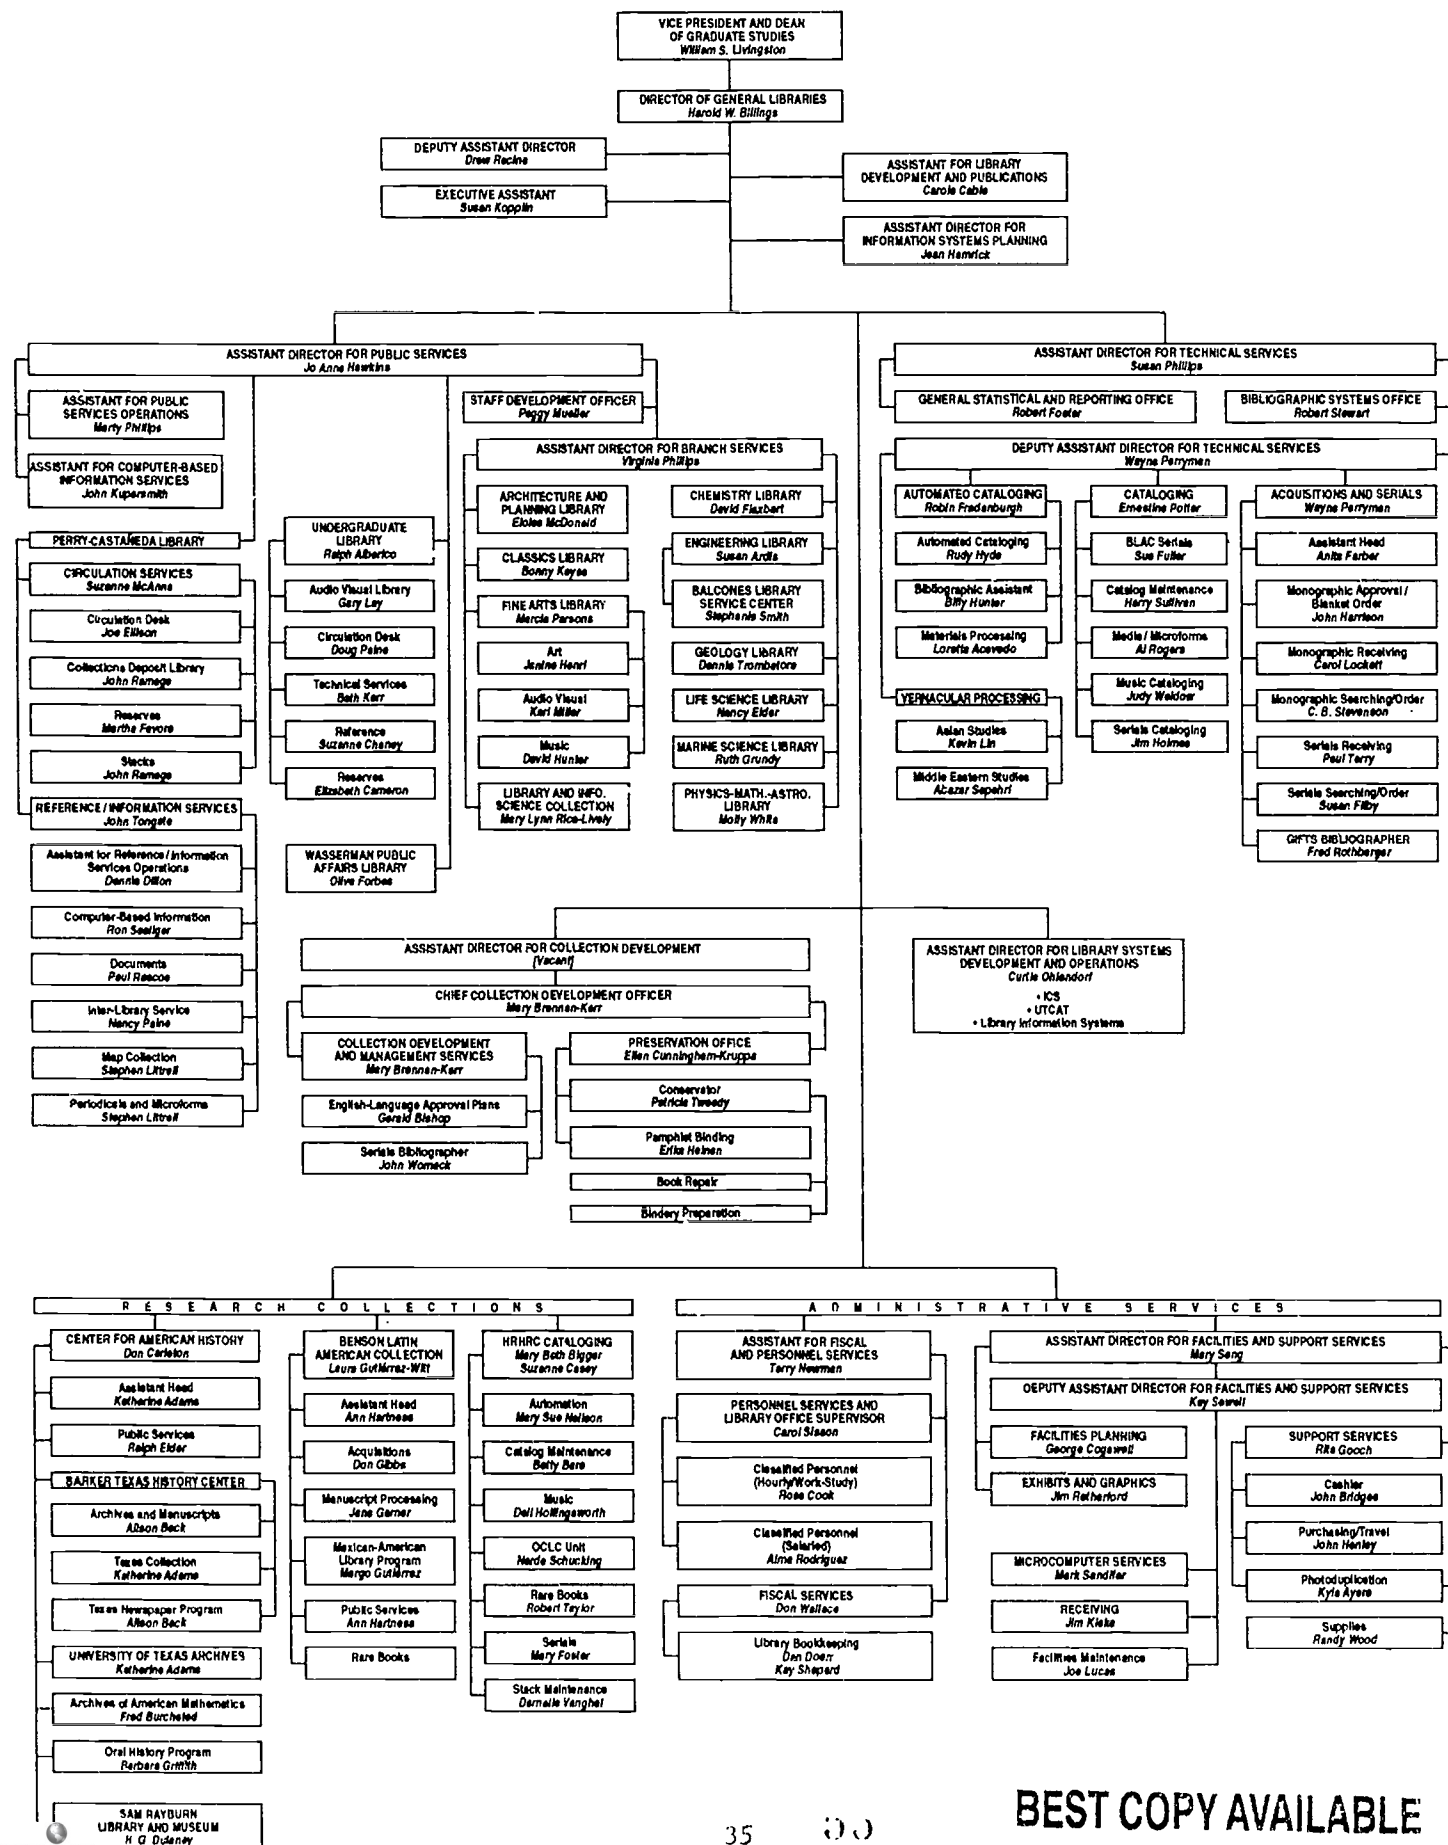 VICE PRESIDENT AND DEAN
OF GRADUATE STUDIES
William S. Livingston
DIRECTOR OF GENERAL LIBRARIES
Harold W. Billings
DEPUTY ASSISTANT DIRECTOR
Drew Racine
EXECUTIVE ASSISTANT
Susan Kopplin
ASSISTANT FOR LIBRARY
DEVELOPMENT AND PUBLICATIONS
Carole Cable
ASSISTANT DIRECTOR FOR
INFORMATION SYSTEMS PLANNING
Jean Hamrick
ASSISTANT DIRECTOR FOR PUBLIC SERVICES
Jo Anne Hawkins
ASSISTANT FOR PUBLIC
SERVICES OPERATIONS
Marty Phillips
ASSISTANT FOR COMPUTER-BASED
INFORMATION SERVICES
John Kupersmith
PERRY-CASTANEDA LIBRARY
CIRCULATION SERVICES
Suzanne McAnna
Circulation Desk
Joe Ellison
Collections Deposit Library
John Ramage
Reserves
Martha Favore
Stacks
John Ramage
REFERENCE / INFORMATION SERVICES
John Tongate
Assistant for Reference / Information
Services Operations
Dennis Dillon
Computer-Based Information
Ron Seeliger
Documents
Paul Rascoe
Inter-Library Service
Nancy Paine
Map Collection
Stephen Littrell
Periodicals and Microforms
Stephen Littrell
UNDERGRADUATE
LIBRARY
Ralph Alberico
Audio Visual Library
Gary Lay
Circulation Desk
Doug Paine
Technical Services
Beth Kerr
Reference
Suzanne Chaney
Reserves
Elizabeth Cameron
WASSERMAN PUBLIC
AFFAIRS LIBRARY
Olive Forbes
STAFF DEVELOPMENT OFFICER
Peggy Mueller
ASSISTANT DIRECTOR FOR BRANCH SERVICES
Virginia Phillips
ARCHITECTURE AND
PLANNING LIBRARY
Eloise McDonald
CLASSICS LIBRARY
Bonny Keyes
FINE ARTS LIBRARY
Marcia Parsons
Art
Janine Henri
Audio Visual
Karl Miller
Music
David Hunter
LIBRARY AND INFO.
SCIENCE COLLECTION
Mary Lynn Rice-Lively
CHEMISTRY LIBRARY
David Flaxbart
ENGINEERING LIBRARY
Susan Ardis
BALCONES LIBRARY
SERVICE CENTER
Stephanie Smith
GEOLOGY LIBRARY
Dennis Trombatore
LIFE SCIENCE LIBRARY
Nancy Elder
MARINE SCIENCE LIBRARY
Ruth Grundy
PHYSICS-MATH.-ASTRO.
LIBRARY
Molly White
ASSISTANT DIRECTOR FOR TECHNICAL SERVICES
Susan Phillips
GENERAL STATISTICAL AND REPORTING OFFICE
Robert Foster
BIBLIOGRAPHIC SYSTEMS OFFICE
Robert Stewart
DEPUTY ASSISTANT DIRECTOR FOR TECHNICAL SERVICES
Wayne Perryman
AUTOMATED CATALOGING
Robin Fradenburgh
Automated Cataloging
Rudy Hyde
Bibliographic Assistant
Billy Hunter
Materials Processing
Loretta Acevedo
VERNACULAR PROCESSING
Asian Studies
Kevin Lin
Middle Eastern Studies
Abazar Sepehri
CATALOGING
Ernestine Potter
BLAC Serials
Sue Fuller
Catalog Maintenance
Harry Sullivan
Media / Microforms
Al Rogers
Music Cataloging
Judy Weidow
Serials Cataloging
Jim Holmes
ACQUISITIONS AND SERIALS
Wayne Perryman
Assistant Head
Anita Farber
Monographic Approval /
Blanket Order
John Harrison
Monographic Receiving
Carol Lockett
Monographic Searching/Order
C. B. Stevenson
Serials Receiving
Paul Terry
Serials Searching/Order
Susan Filby
GIFTS BIBLIOGRAPHER
Fred Rothberger
ASSISTANT DIRECTOR FOR COLLECTION DEVELOPMENT
[Vacant]
CHIEF COLLECTION DEVELOPMENT OFFICER
Mary Brennen-Kerr
COLLECTION DEVELOPMENT
AND MANAGEMENT SERVICES
Mary Brennen-Kerr
English-Language Approval Plans
Gerald Bishop
Serials Bibliographer
John Womack
PRESERVATION OFFICE
Ellen Cunningham-Kruppa
Conservator
Patricia Tweedy
Pamphlet Binding
Erika Heinen
Book Repair
Bindery Preparation
ASSISTANT DIRECTOR FOR LIBRARY SYSTEMS
DEVELOPMENT AND OPERATIONS
Curtis Ohlendorf
• ICS
• UTCAT
• Library Information Systems
RESEARCH COLLECTIONS
CENTER FOR AMERICAN HISTORY
Don Carleton
Assistant Head
Katherine Adams
Public Services
Ralph Elder
BARKER TEXAS HISTORY CENTER
Archives and Manuscripts
Alison Beck
Texas Collection
Katherine Adams
Texas Newspaper Program
Alison Beck
UNIVERSITY OF TEXAS ARCHIVES
Katherine Adams
Archives of American Mathematics
Fred Burchsted
Oral History Program
Barbara Griffith
SAM RAYBURN
LIBRARY AND MUSEUM
H. G. Dulaney
BENSON LATIN
AMERICAN COLLECTION
Laura Gutiérrez-Witt
Assistant Head
Ann Hartness
Acquisitions
Don Gibbs
Manuscript Processing
Jane Garner
Mexican-American
Library Program
Margo Gutiérrez
Public Services
Ann Hartness
Rare Books
HRHRC CATALOGING
Mary Beth Bigger
Suzanne Casey
Automation
Mary Sue Neilson
Catalog Maintenance
Betty Bare
Music
Dell Hollingsworth
OCLC Unit
Schucking
Rare Books
Robert Taylor
Serials
Mary Foster
Stack Maintenance
Darnelle Vanghel
ADMINISTRATIVE SERVICES
ASSISTANT FOR FISCAL
AND PERSONNEL SERVICES
Terry Newman
PERSONNEL SERVICES AND
LIBRARY OFFICE SUPERVISOR
Carol Sisson
Classified Personnel
(Hourly/Work-Study)
Rose Cook
Classified Personnel
(Salaried)
Alma Rodriguez
FISCAL SERVICES
Don Wallace
Library Bookkeeping
Dan Doerr
Kay Shepard
ASSISTANT DIRECTOR FOR FACILITIES AND SUPPORT SERVICES
Mary Seng
DEPUTY ASSISTANT DIRECTOR FOR FACILITIES AND SUPPORT SERVICES
Kay Sewell
FACILITIES PLANNING
George Cogswell
EXHIBITS AND GRAPHICS
Jim Retherford
MICROCOMPUTER SERVICES
Mark Sandifer
RECEIVING
Jim Kieke
Facilities Maintenance
Joe Lucas
SUPPORT SERVICES
Rita Gooch
Cashier
John Bridges
Purchasing/Travel
John Henley
Photoduplication
Kyle Ayers
Supplies
Randy Wood
BEST COPY AVAILABLE
35